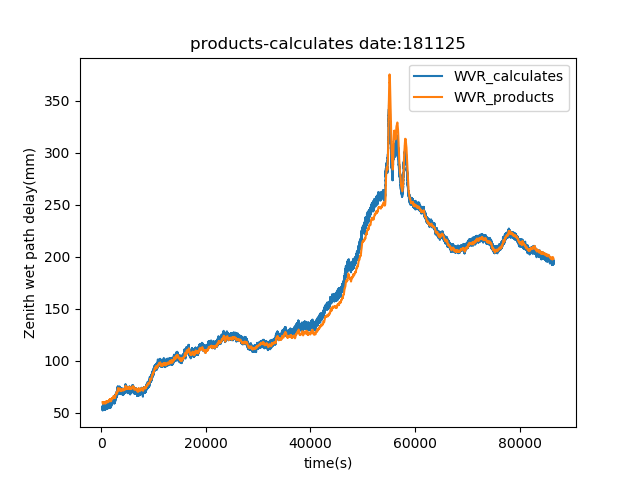 products-calculates date:181125
WVR_calculates
WVR_products
Zenith wet path delay(mm)
350
300
250
200
150
100
50
0 20000 40000 60000 80000
time(s)